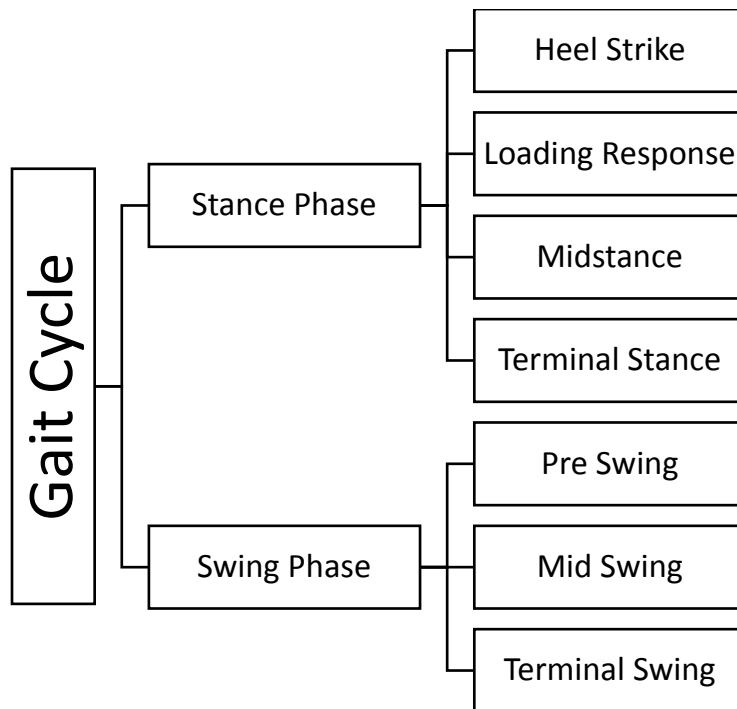 Gait Cycle
Stance Phase
Heel Strike
Loading Response
Midstance
Terminal Stance
Swing Phase
Pre Swing
Mid Swing
Terminal Swing